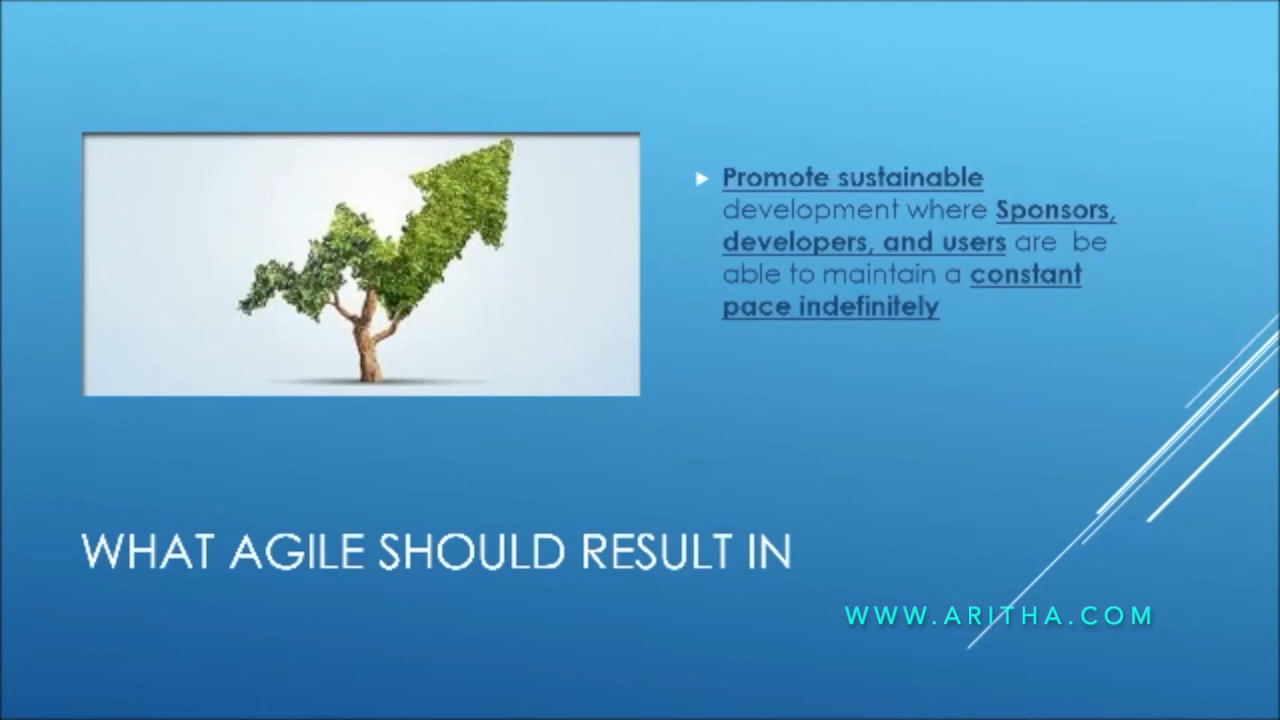 Promote sustainable
development where Sponsors,
developers, and users are be
able to maintain a constant
pace indefinitely
WHAT AGILE SHOULD RESULT IN
WWW.ARITHA.COM